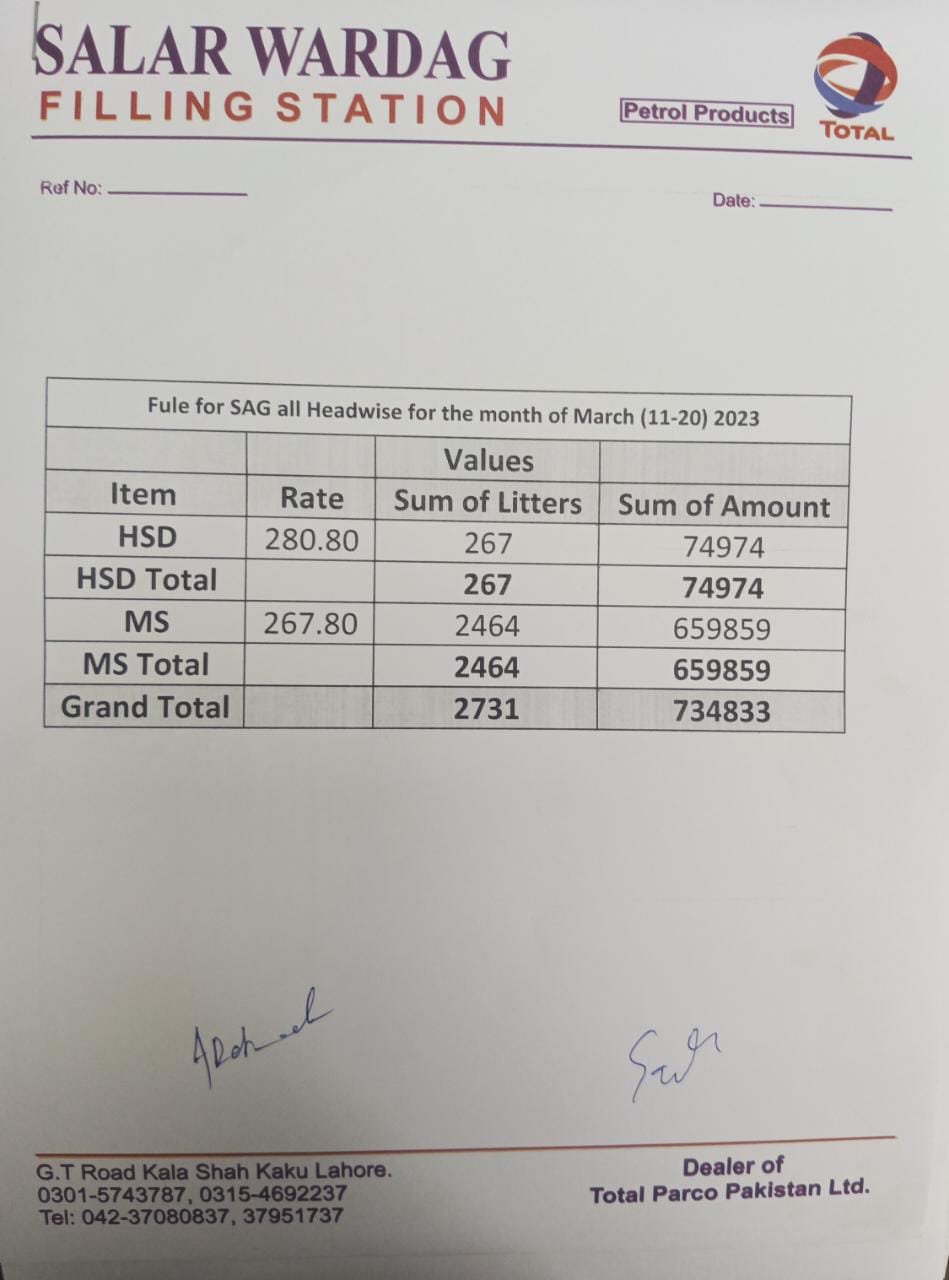 SALAR WARDAG
FILLING STATION
Petrol Products
TOTAL
Ref No:
Date:
Fule for SAG all Headwise for the month of March (11-20) 2023
Values
Item Rate Sum of Litters Sum of Amount
HSD 280.80 267 74974
HSD Total 267 74974
MS 267.80 2464 659859
MS Total 2464 659859
Grand Total 2731 734833
G.T Road Kala Shah Kaku Lahore.
0301-5743787, 0315-4692237
Tel: 042-37080837, 37951737
Dealer of
Total Parco Pakistan Ltd.